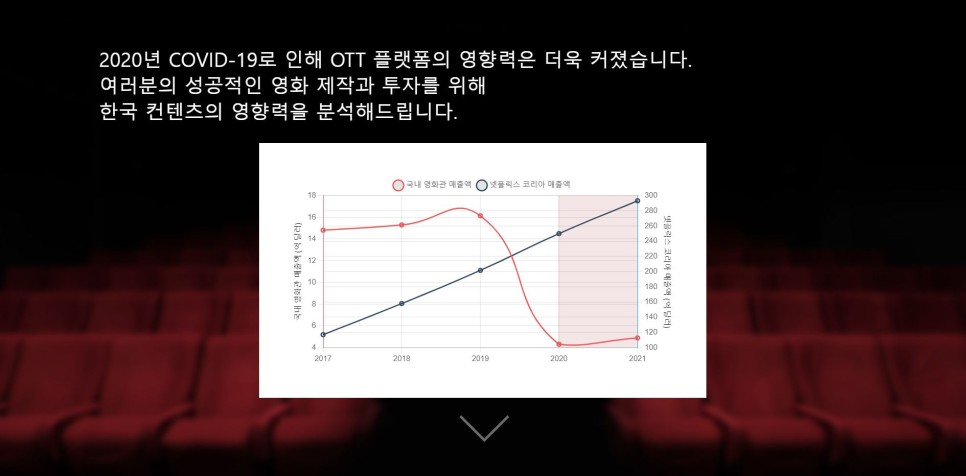 2020년 COVID-19로 인해 OTT 플랫폼의 영향력은 더욱 커졌습니다.
여러분의 성공적인 영화 제작과 투자를 위해
한국 컨텐츠의 영향력을 분석해드립니다.
국내 영화관 매출액 넷플릭스 코리아 매출액
18 300
280
16
260
14 240
220
12
200
10 180
160
8
140
6
120
4 100
국내 영화관 매출액 (억 달러)
넷플릭스 코리아 매출액 (억 달러)
2017 2018 2019 2020 2021